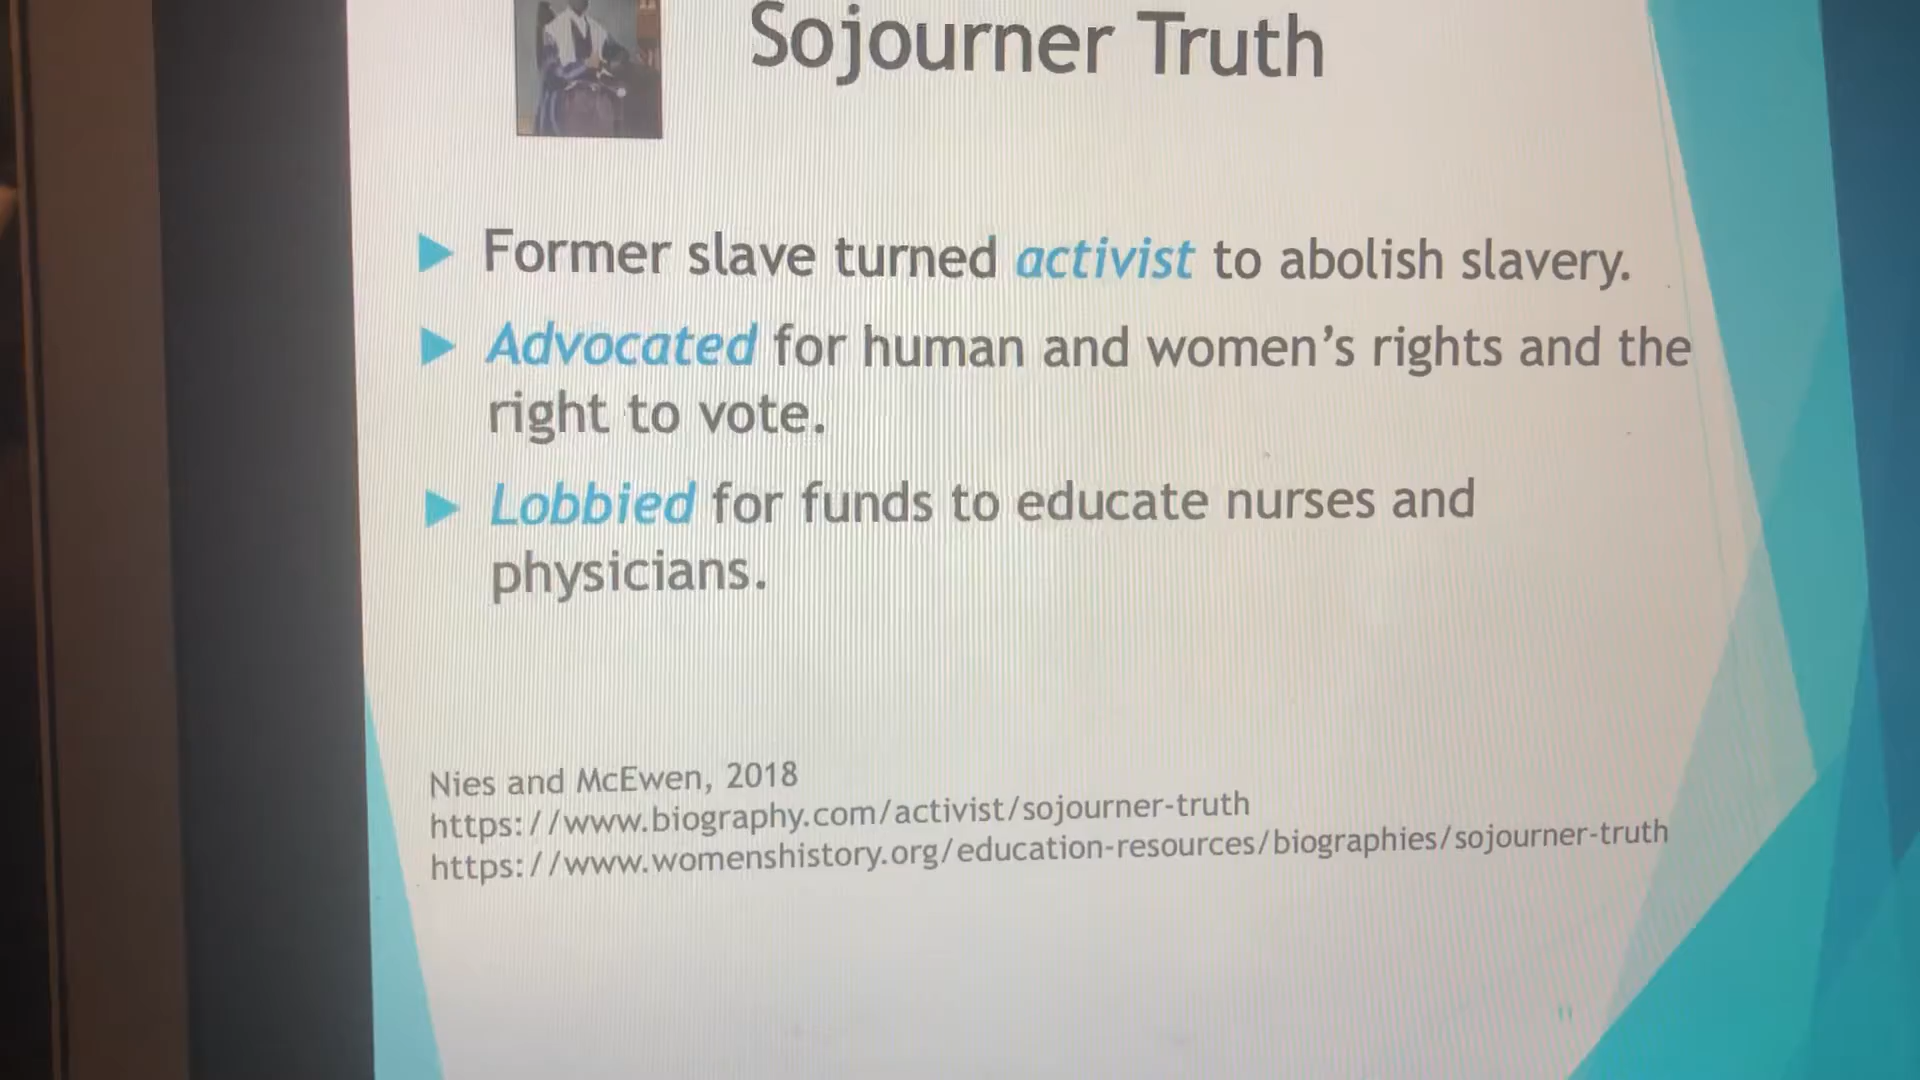 Sojourner Truth
Former slave turned activist to abolish slavery.
Advocated for human and women’s rights and the
right to vote.
Lobbied for funds to educate nurses and
physicians.
Nies and McEwen, 2018
https://www.biography.com/activist/sojourner-truth
https://www.womenshistory.org/education-resources/biographies/sojourner-truth
11